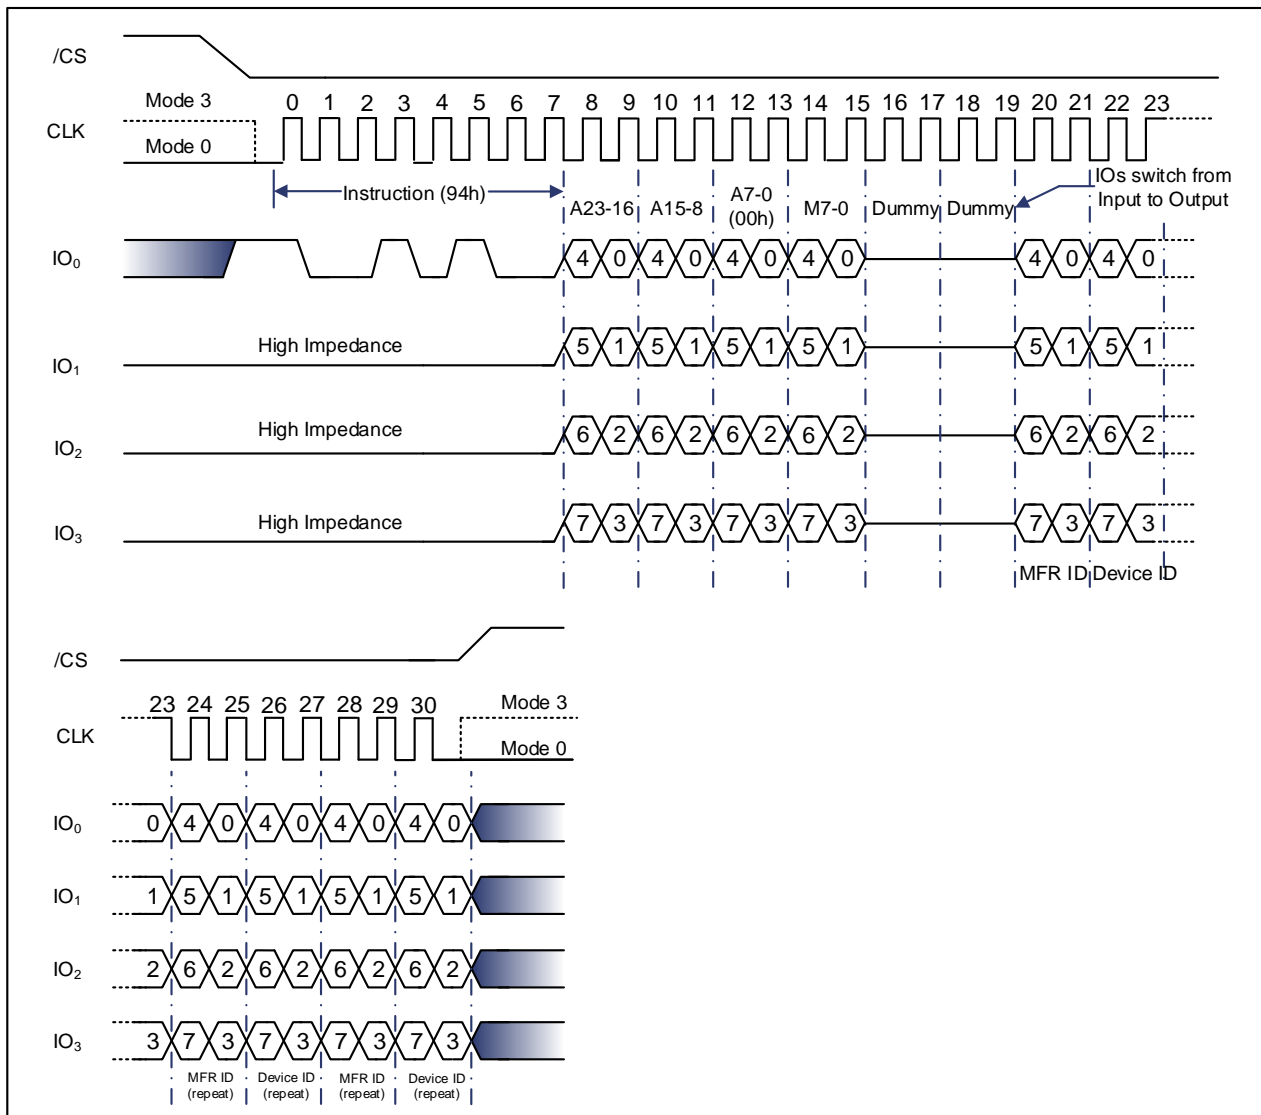 /CS
Mode 3
0 1 2 3 4 5 6 7 8 9 10 11 12 13 14 15 16 17 18 19 20 21 22 23
CLK
Mode 0
Instruction (94h)
A23-16
A15-8
A7-0
(00h)
M7-0
Dummy
Dummy
IOs switch from
Input to Output
IO0
4 0 4 0 4 0 4 0 4 0 4 0
High Impedance
IO1
5 1 5 1 5 1 5 1 5 1 5 1
High Impedance
IO2
6 2 6 2 6 2 6 2 6 2 6 2
High Impedance
IO3
7 3 7 3 7 3 7 3 7 3 7 3
MFR ID
Device ID
/CS
23 24 25 26 27 28 29 30
Mode 3
CLK
Mode 0
IO0
0 4 0 4 0 4 0 4 0
IO1
1 5 1 5 1 5 1 5 1
IO2
2 6 2 6 2 6 2 6 2
IO3
3 7 3 7 3 7 3 7 3
MFR ID
(repeat)
Device ID
(repeat)
MFR ID
(repeat)
Device ID
(repeat)